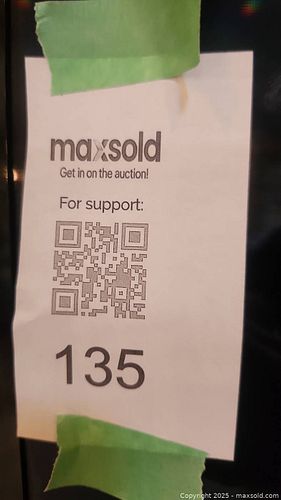 maxsold
Get in on the auction!
For support:
135
Copyright 2025 - maxsold.com